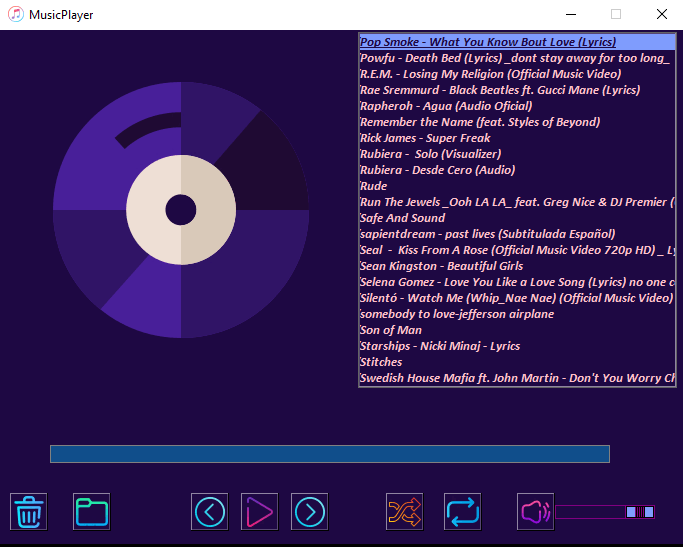 MusicPlayer
Pop Smoke - What You Know Bout Love (Lyrics)
Powfu - Death Bed (Lyrics) _dont stay away for too long_
R.E.M. - Losing My Religion (Official Music Video)
Rae Sremmurd - Black Beatles ft. Gucci Mane (Lyrics)
Rapheroh - Agua (Audio Oficial)
Remember the Name (feat. Styles of Beyond)
Rick James - Super Freak
Rubiera -  Solo (Visualizer)
Rubiera - Desde Cero (Audio)
Rude
Run The Jewels _Ooh LA LA_ feat. Greg Nice & DJ Premier (
Safe And Sound
sapientdream - past lives (Subtitulada Español)
Seal  -  Kiss From A Rose (Official Music Video 720p HD) _ Ly
Sean Kingston - Beautiful Girls
Selena Gomez - Love You Like a Love Song (Lyrics) no one c
Silentó - Watch Me (Whip_Nae Nae) (Official Music Video)
somebody to love-jefferson airplane
Son of Man
Starships - Nicki Minaj - Lyrics
Stitches
Swedish House Mafia ft. John Martin - Don't You Worry Ch